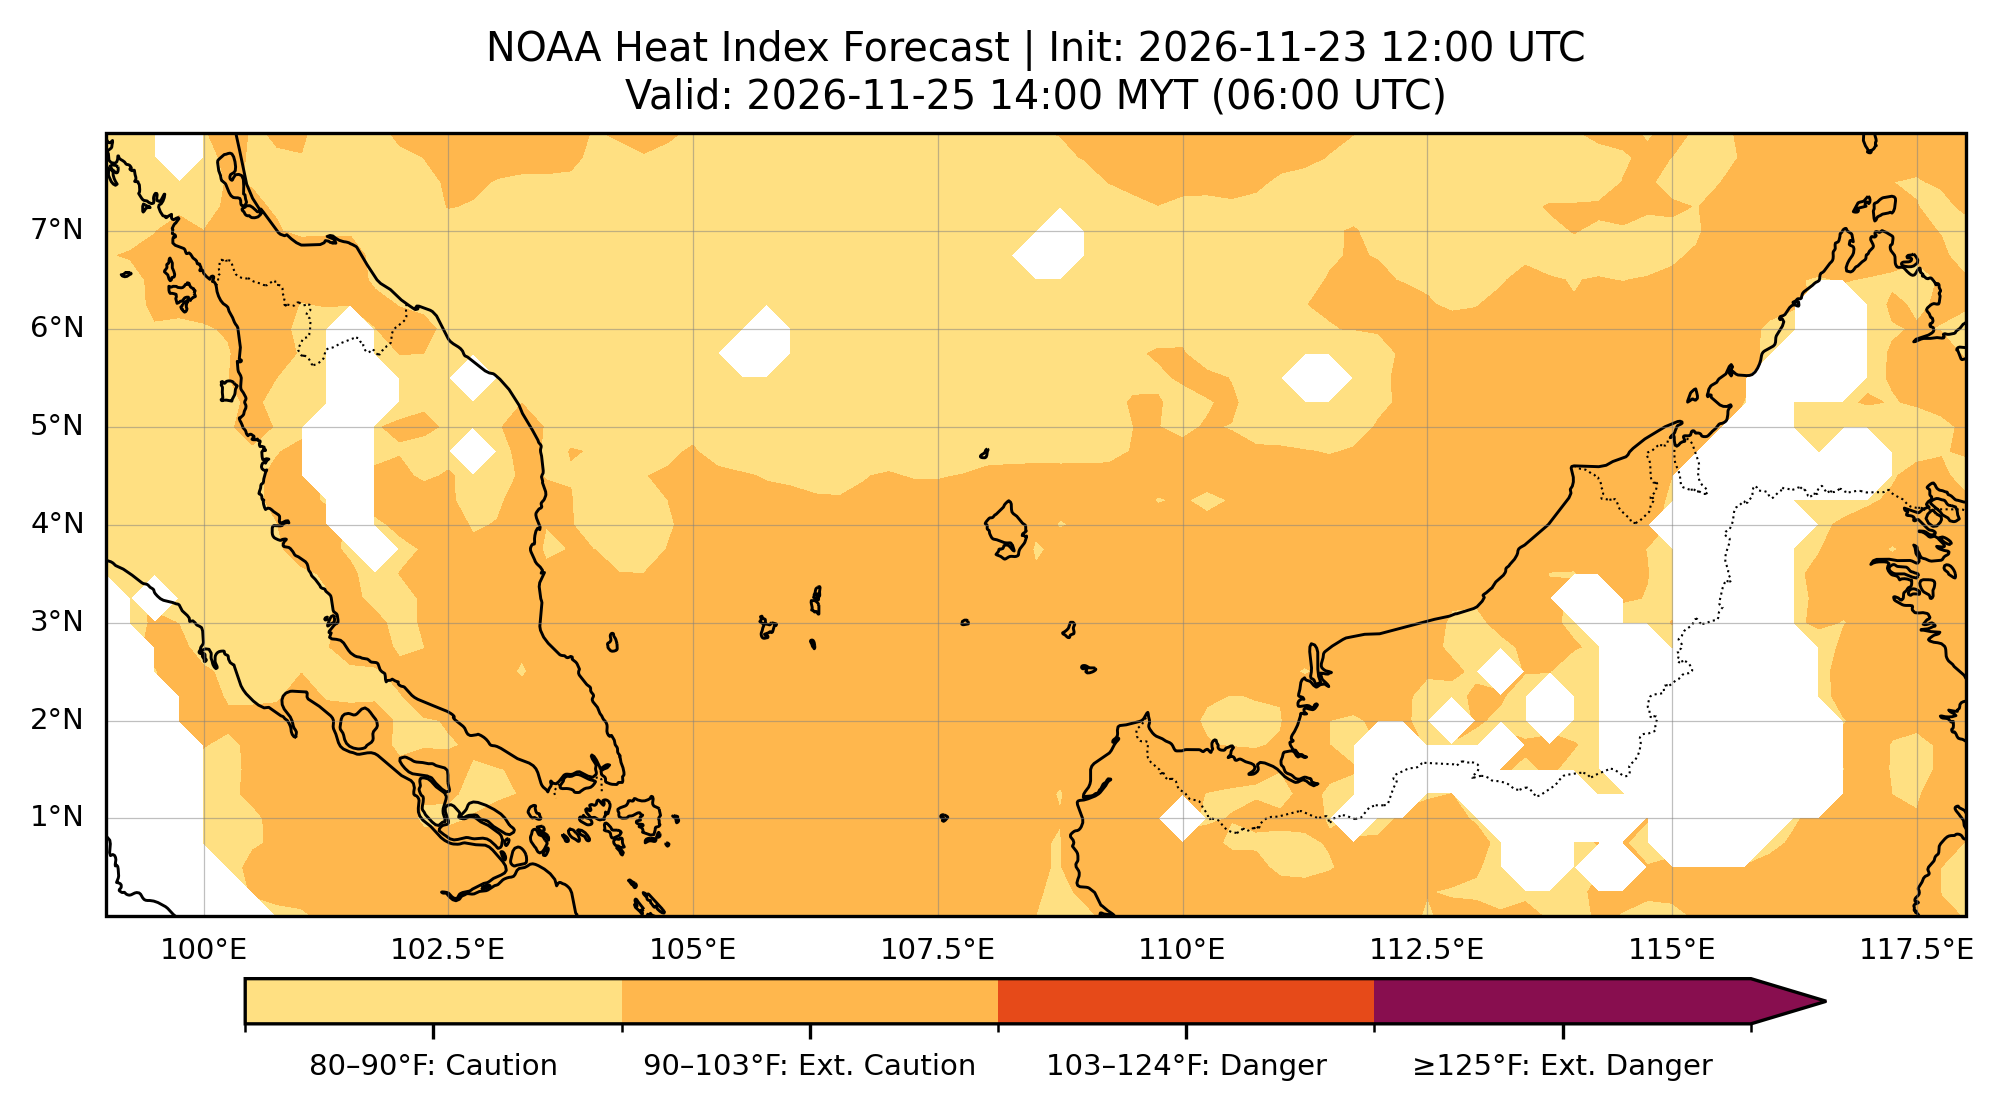 NOAA Heat Index Forecast | Init: 2026-11-23 12:00 UTC
Valid: 2026-11-25 14:00 MYT (06:00 UTC)
7°N
6°N
5°N
4°N
3°N
2°N
1°N
100°E
102.5°E
105°E
107.5°E
110°E
112.5°E
115°E
117.5°E
80–90°F: Caution
90–103°F: Ext. Caution
103–124°F: Danger
≥125°F: Ext. Danger